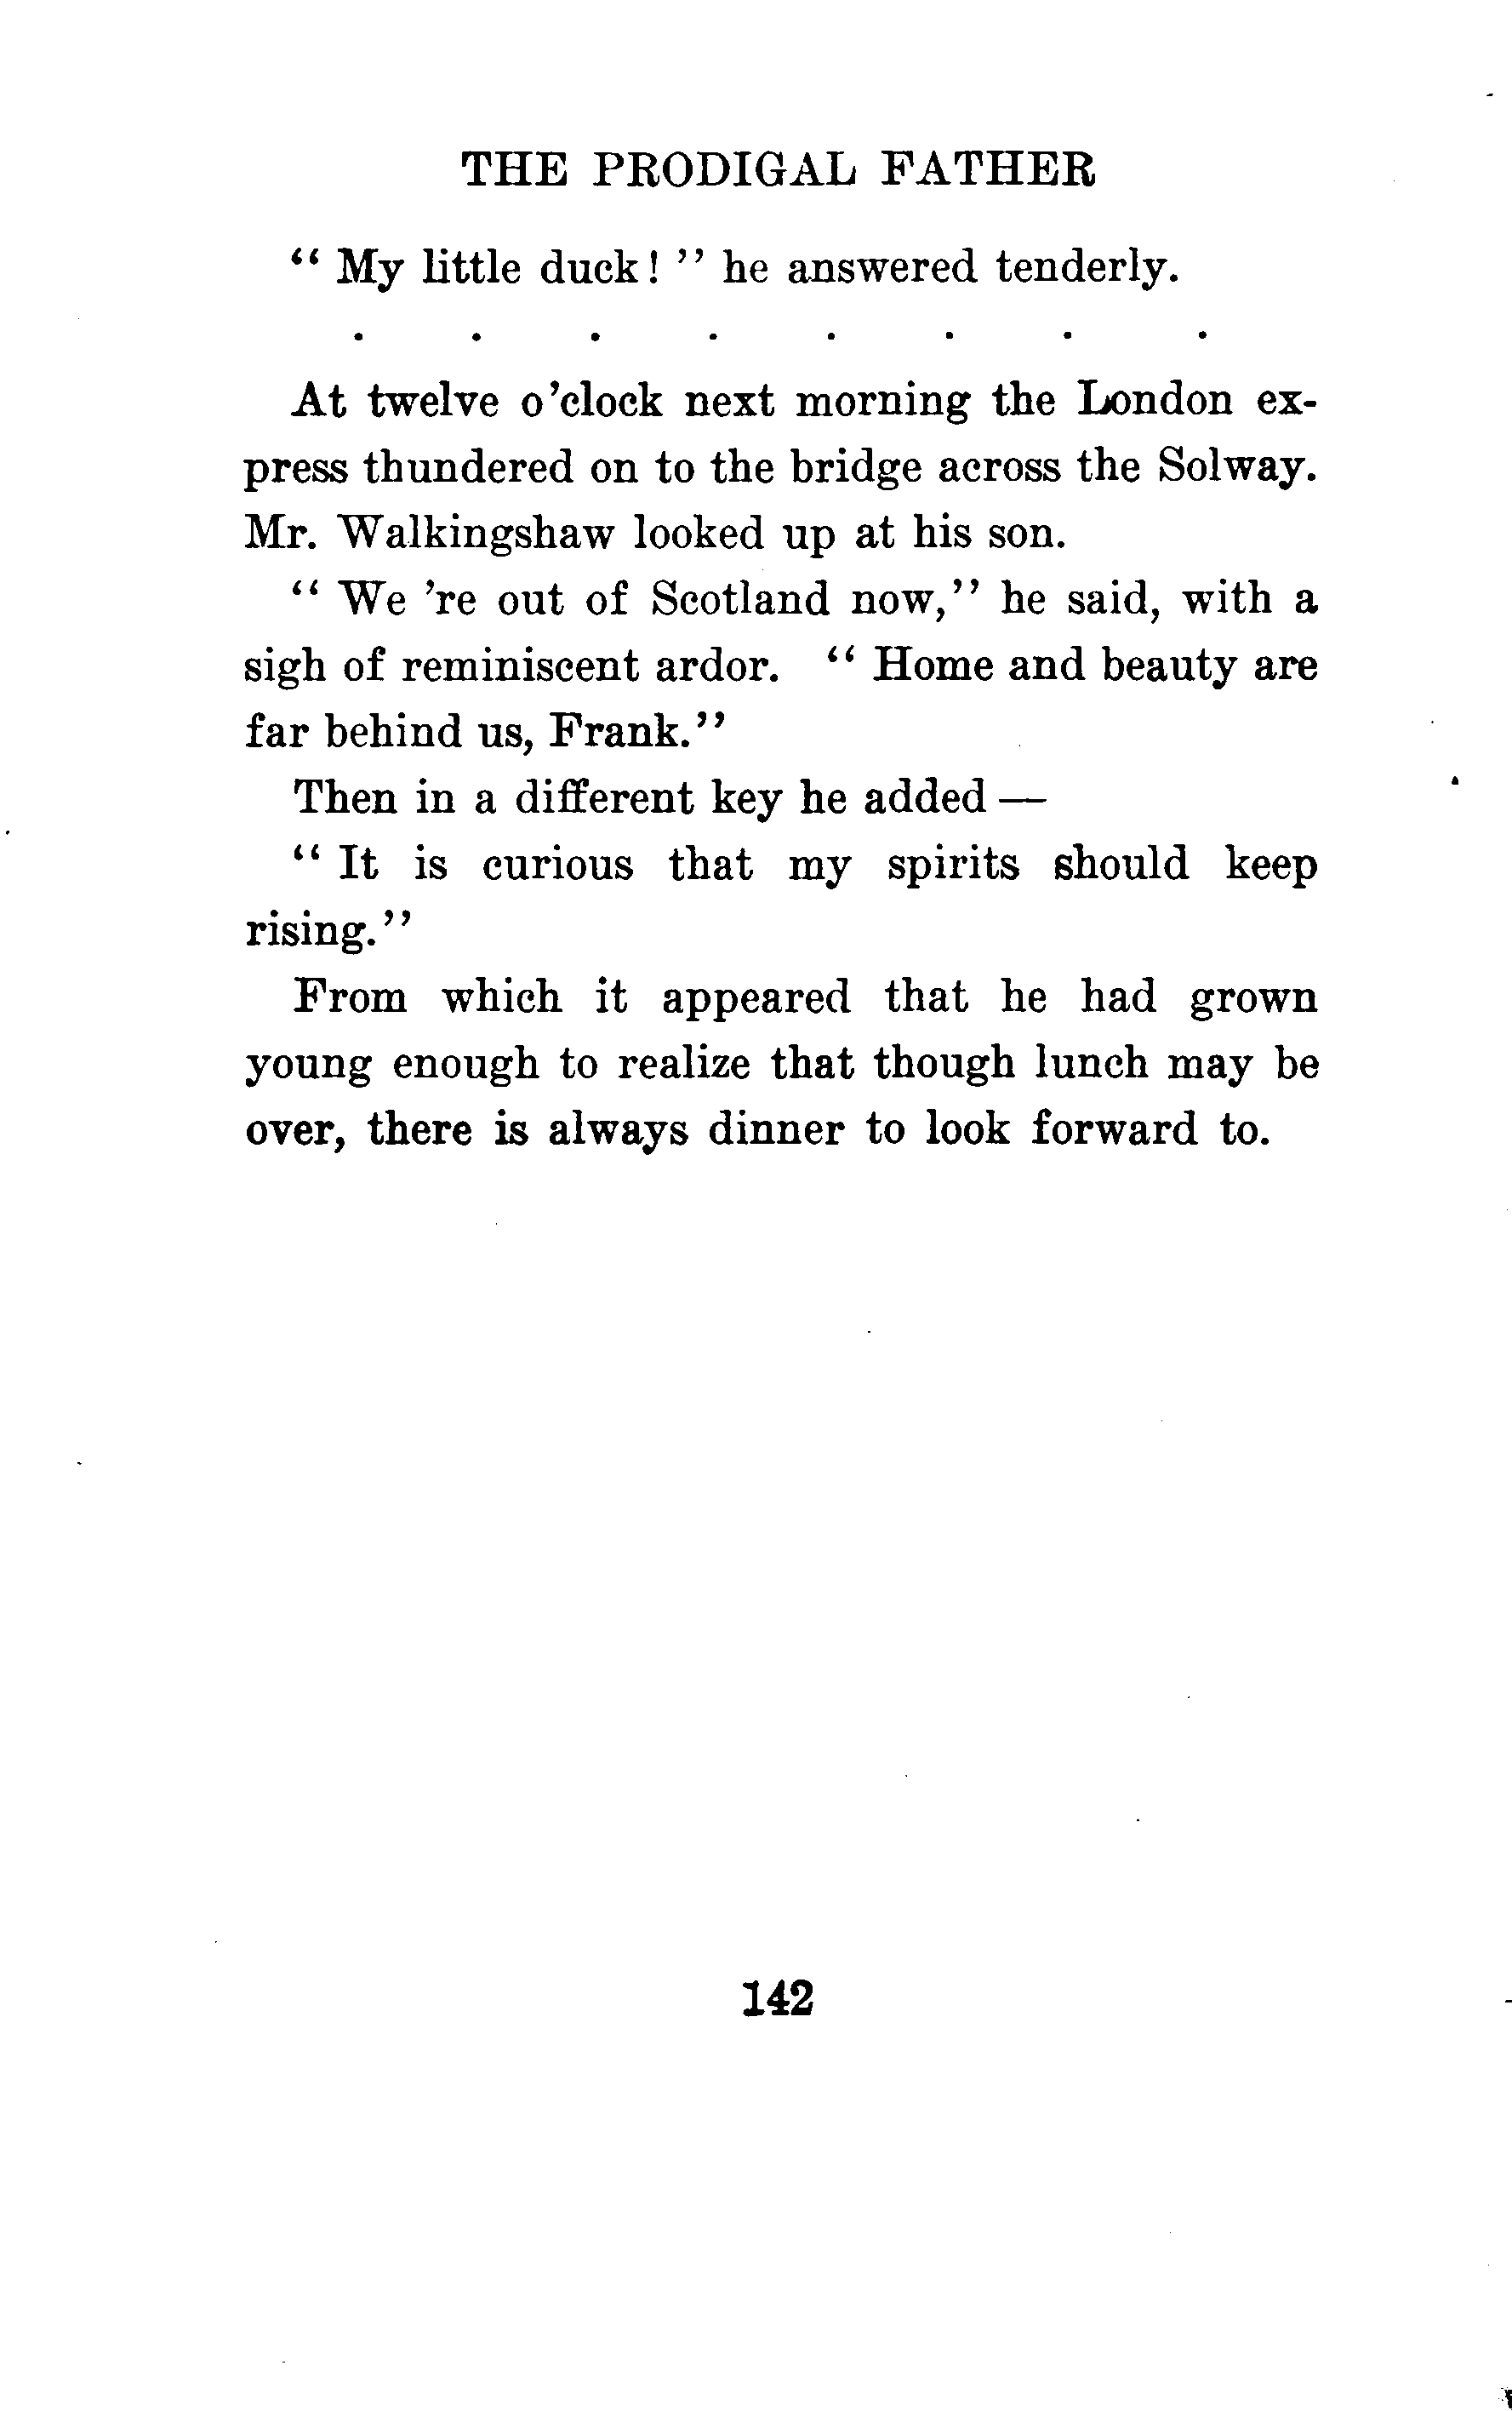 THE PRODIGAL FATHER
“ My little duck! ” he answered tenderly.
. . . . . . . .
At twelve o’clock next morning the London ex-
press thundered on to the bridge across the Solway.
Mr. Walkingshaw looked up at his son.
“ We ’re out of Scotland now,” he said, with a
sigh of reminiscent ardor. “ Home and beauty are
far behind us, Frank.”
Then in a different key he added —
“ It is curious that my spirits should keep
rising.”
From which it appeared that he had grown
young enough to realize that though lunch may be
over, there is always dinner to look forward to.
142